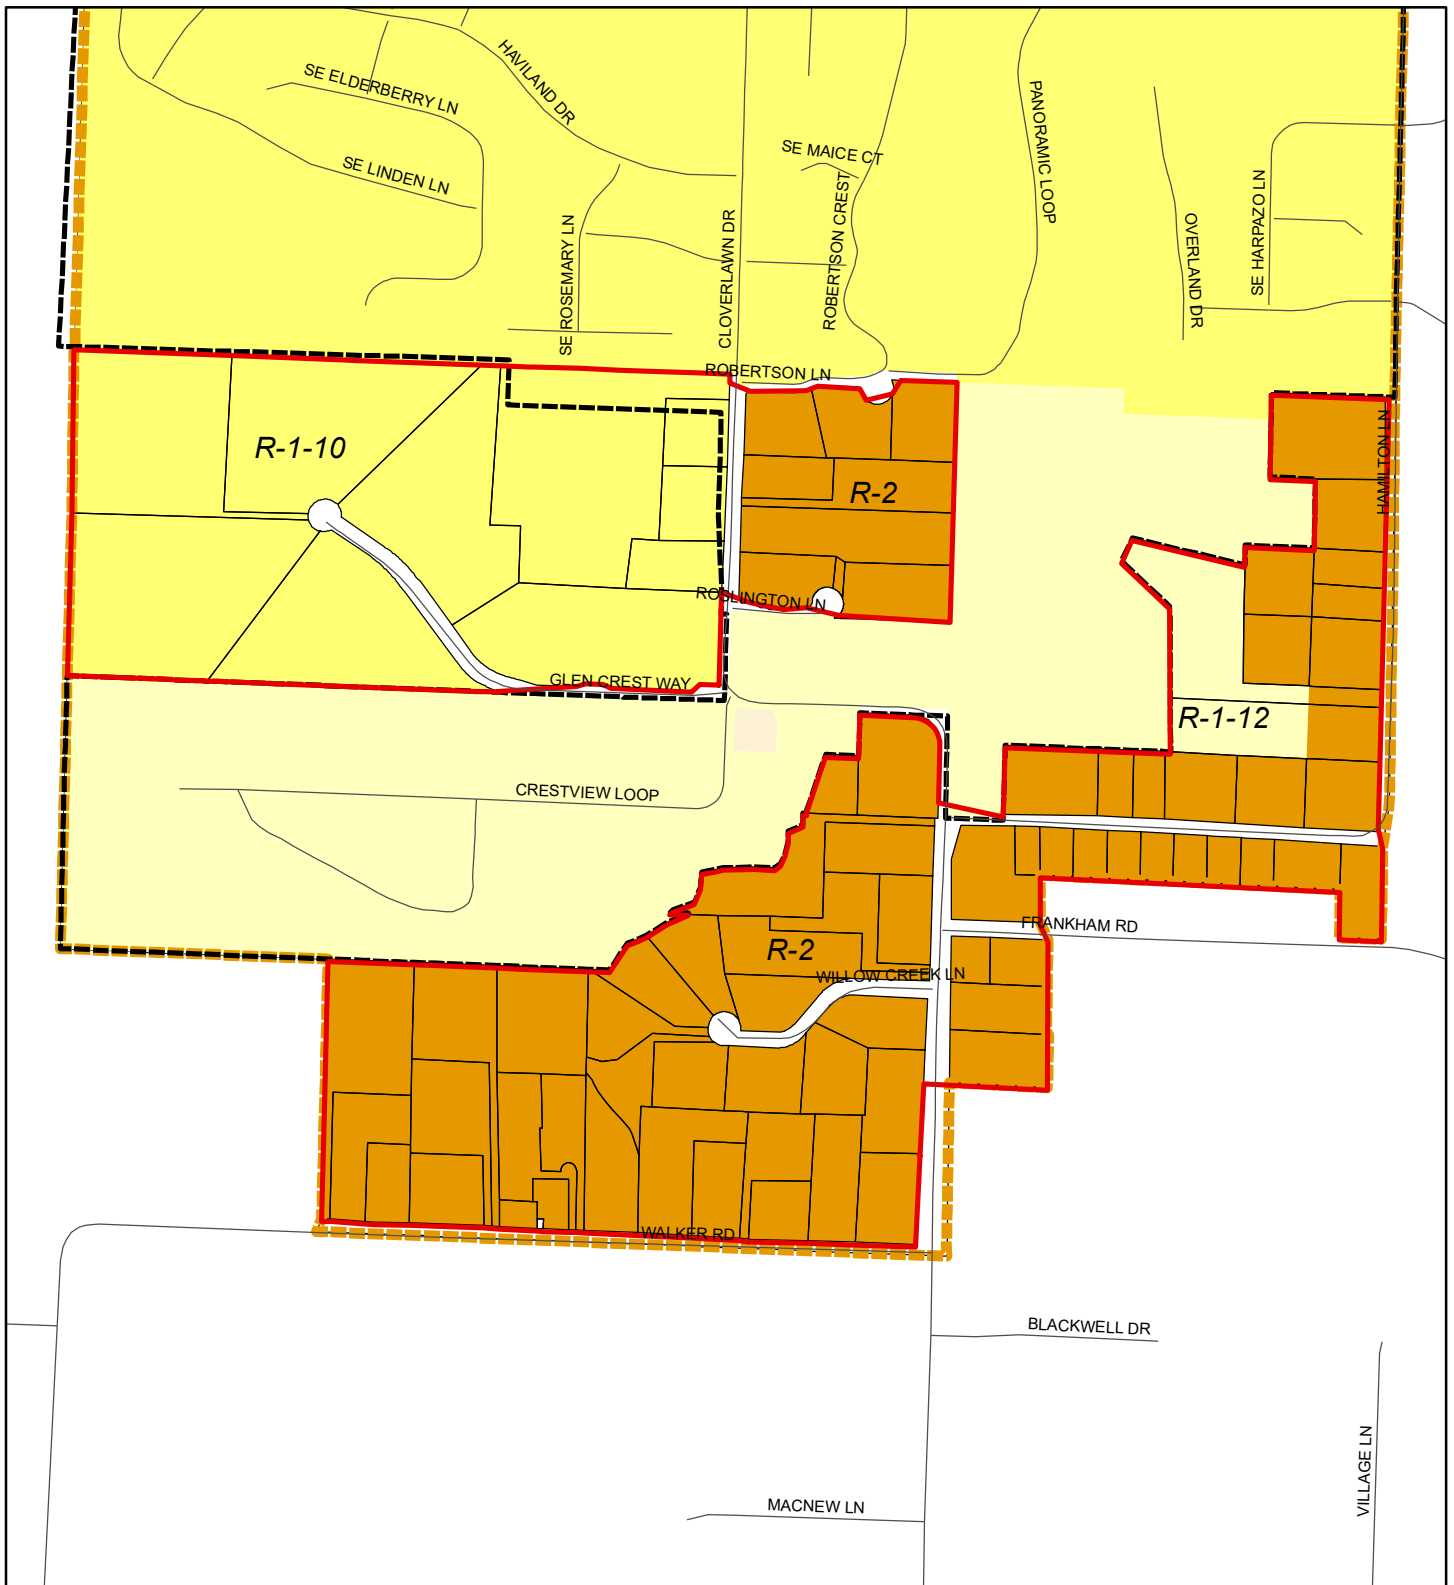 HAVILAND DR
SE ELDERBERRY LN
SE LINDEN LN
SE MAICE CT
PANORAMIC LOOP
ROBERTSON CREST
SE ROSEMARY LN
CLOVERLAWN DR
OVERLAND DR
SE HARPAZO LN
ROBERTSON LN
HAMILTON LN
R-1-10
R-2
ROSLINGTON LN
GLEN CREST WAY
R-1-12
CRESTVIEW LOOP
FRANKHAM RD
R-2
WILLOW CREEK LN
WALKER RD
BLACKWELL DR
VILLAGE LN
MACNEW LN